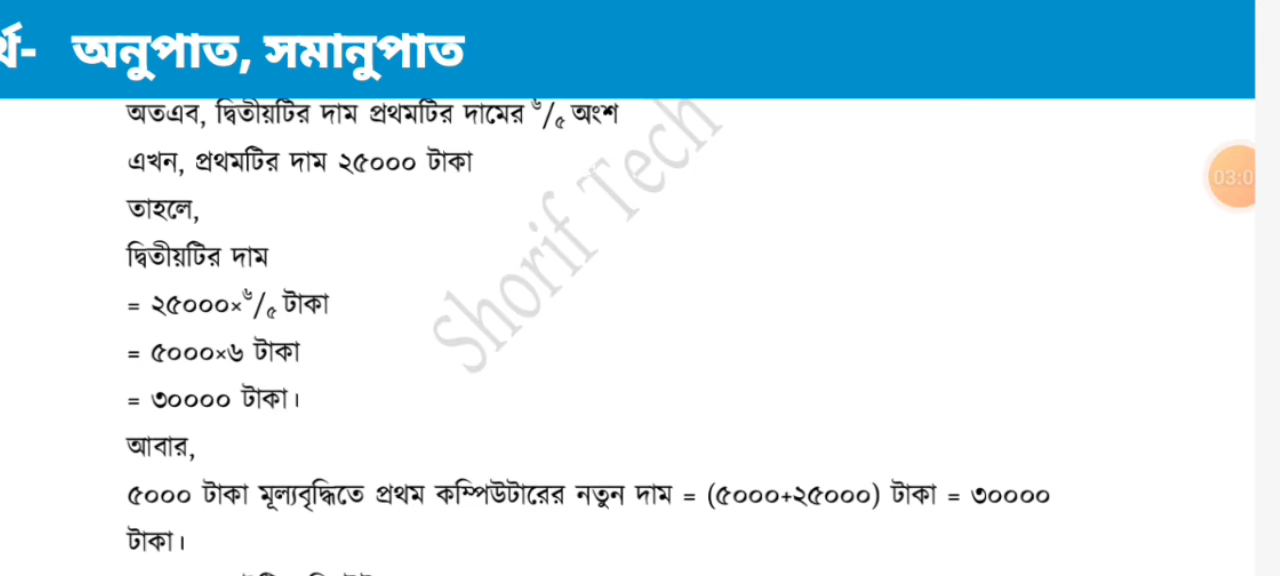 র্থ- অনুপাত, সমানুপাত
অতএব, দ্বিতীয়টির দাম প্রথমটির দামের ৬/৫ অংশ
এখন, প্রথমটির দাম ২৫০০০ টাকা
তাহলে,
দ্বিতীয়টির দাম
= ২৫০০০×৬/৫ টাকা
= ৫০০০×৬ টাকা
= ৩০০০০ টাকা।
আবার,
৫০০০ টাকা মূল্যবৃদ্ধিতে প্রথম কম্পিউটারের নতুন দাম = (৫০০০+২৫০০০) টাকা = ৩০০০০
টাকা।
Shorif Tech
03:0